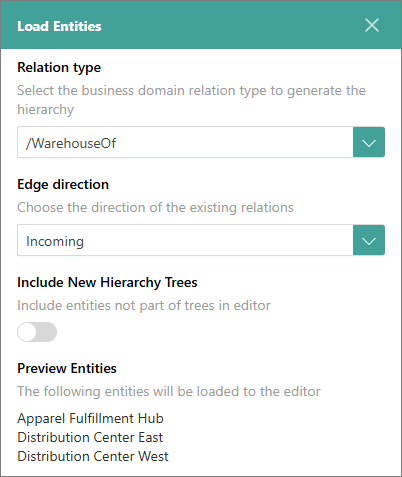 Load Entities
Relation type
Select the business domain relation type to generate the
hierarchy
/WarehouseOf
Edge direction
Choose the direction of the existing relations
Incoming
Include New Hierarchy Trees
Include entities not part of trees in editor
Preview Entities
The following entities will be loaded to the editor
Apparel Fulfillment Hub
Distribution Center East
Distribution Center West